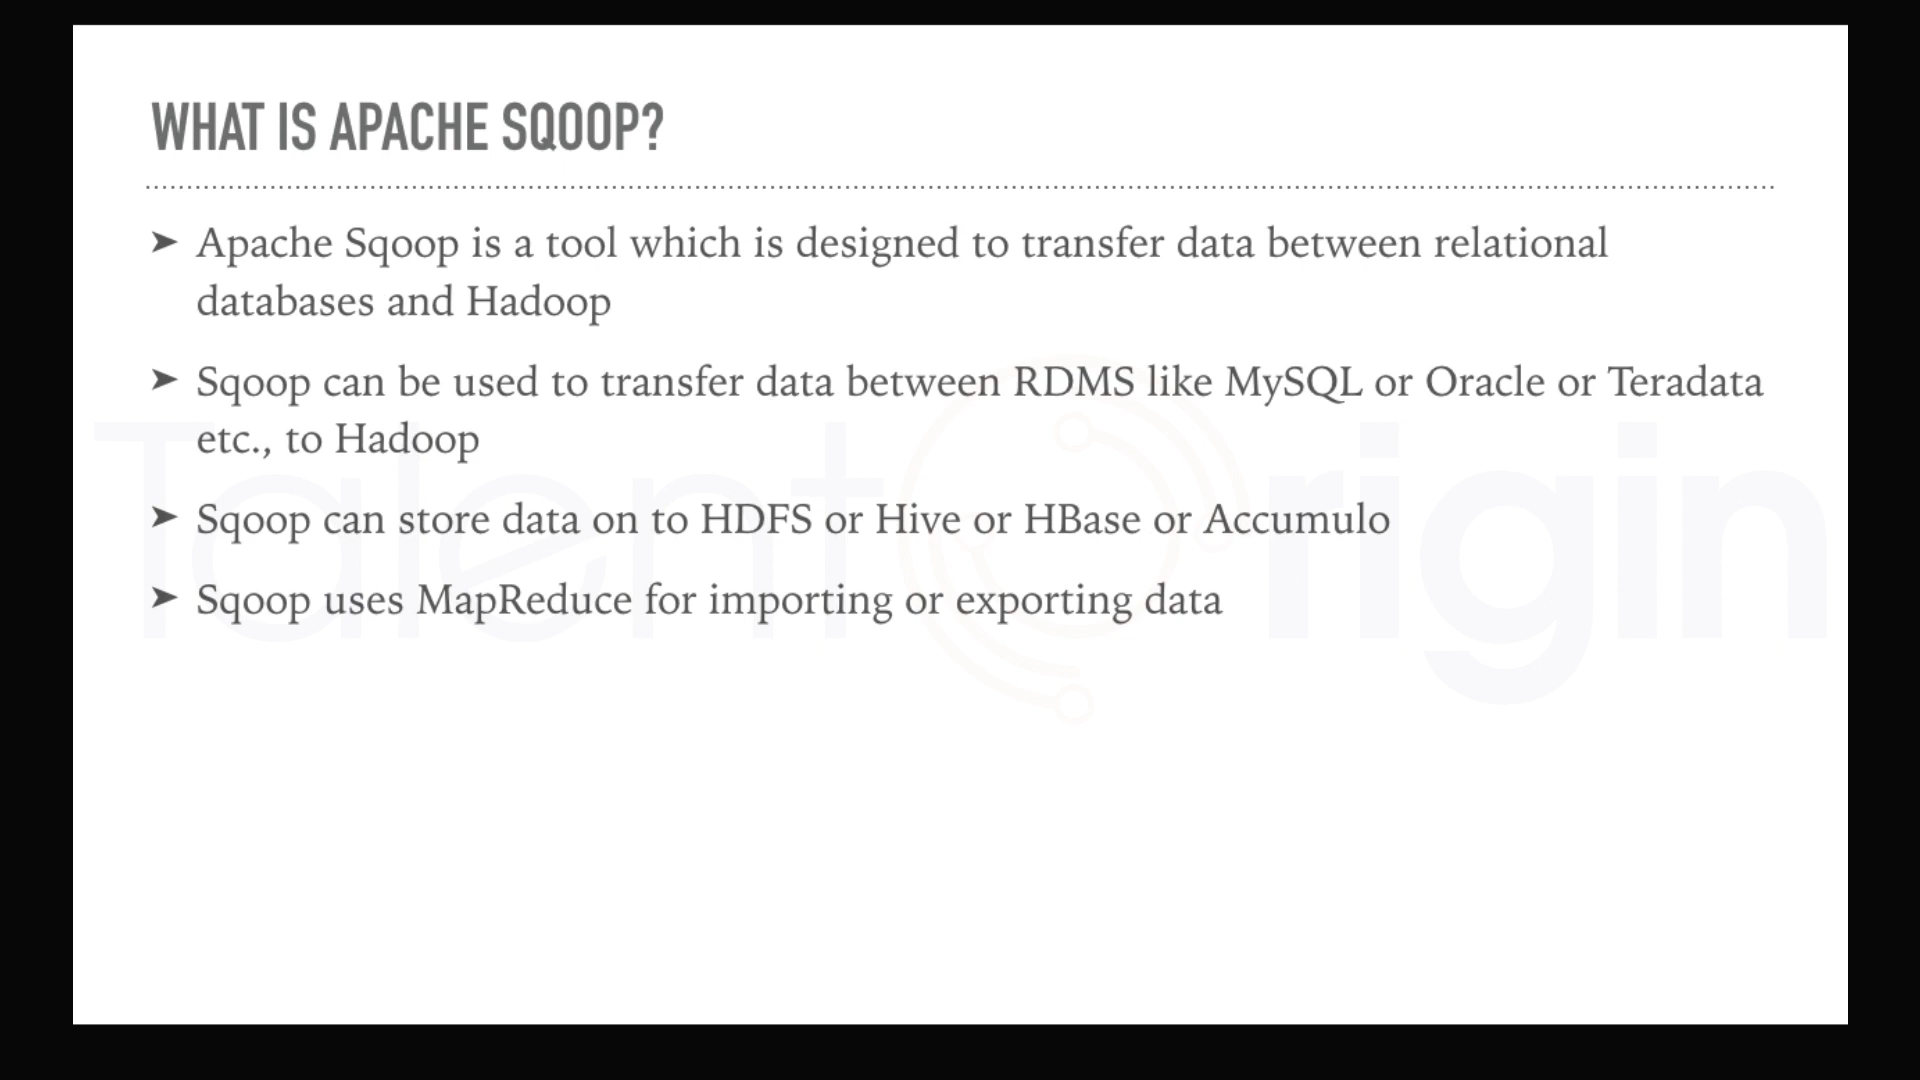 WHAT IS APACHE SQOOP?
➤ Apache Sqoop is a tool which is designed to transfer data between relational
databases and Hadoop
➤ Sqoop can be used to transfer data between RDMS like MySQL or Oracle or Teradata
etc., to Hadoop
➤ Sqoop can store data on to HDFS or Hive or HBase or Accumulo
➤ Sqoop uses MapReduce for importing or exporting data
TalentOrigin